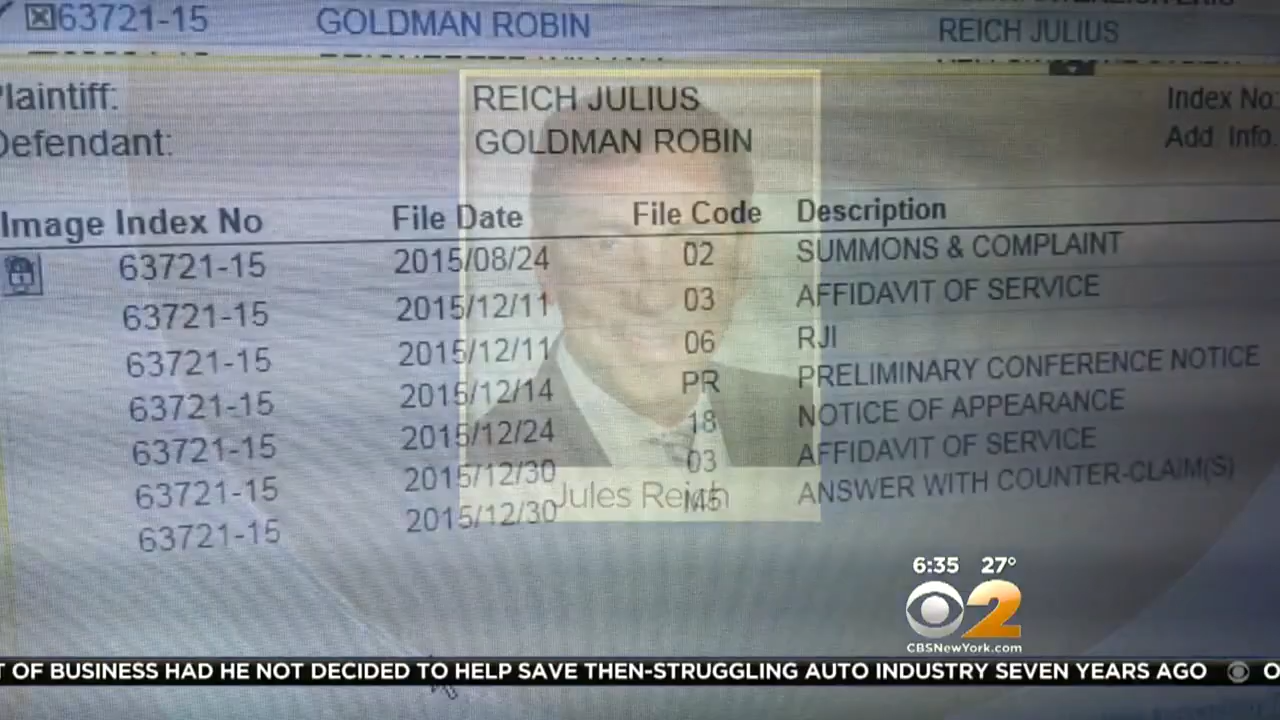 63721-15 GOLDMAN ROBIN REICH JULIUS
Plaintiff: REICH JULIUS Index No:
Defendant: GOLDMAN ROBIN Add Info:
Image Index No File Date File Code Description
63721-15 2015/08/24 02 SUMMONS & COMPLAINT
63721-15 2015/12/11 03 AFFIDAVIT OF SERVICE
63721-15 2015/12/11 06 RJI
63721-15 2015/12/14 PR PRELIMINARY CONFERENCE NOTICE
63721-15 2015/12/24 18 NOTICE OF APPEARANCE
63721-15 2015/12/30 03 AFFIDAVIT OF SERVICE
63721-15 2015/12/30 M5 ANSWER WITH COUNTER-CLAIM(S)
Jules Reich
6:35 27°
2
CBSNewYork.com
T OF BUSINESS HAD HE NOT DECIDED TO HELP SAVE THEN-STRUGGLING AUTO INDUSTRY SEVEN YEARS AGO O